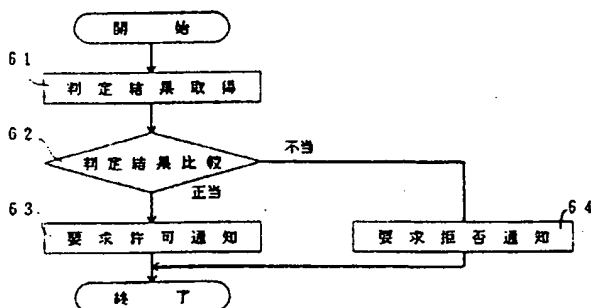 開 始
61
判 定 結 果 取 得
62
判 定 結 果 比 較
不当
正当
63
要 求 許 可 通 知
64
要 求 拒 否 通 知
終 了